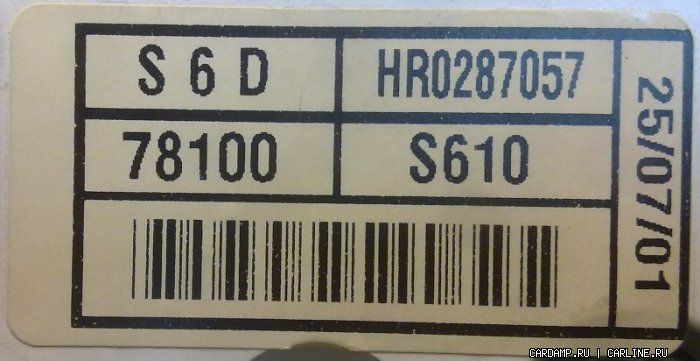 S 6 D HR0287057
78100 S610
25/07/01
CARDAMP.RU | CARLINE.RU